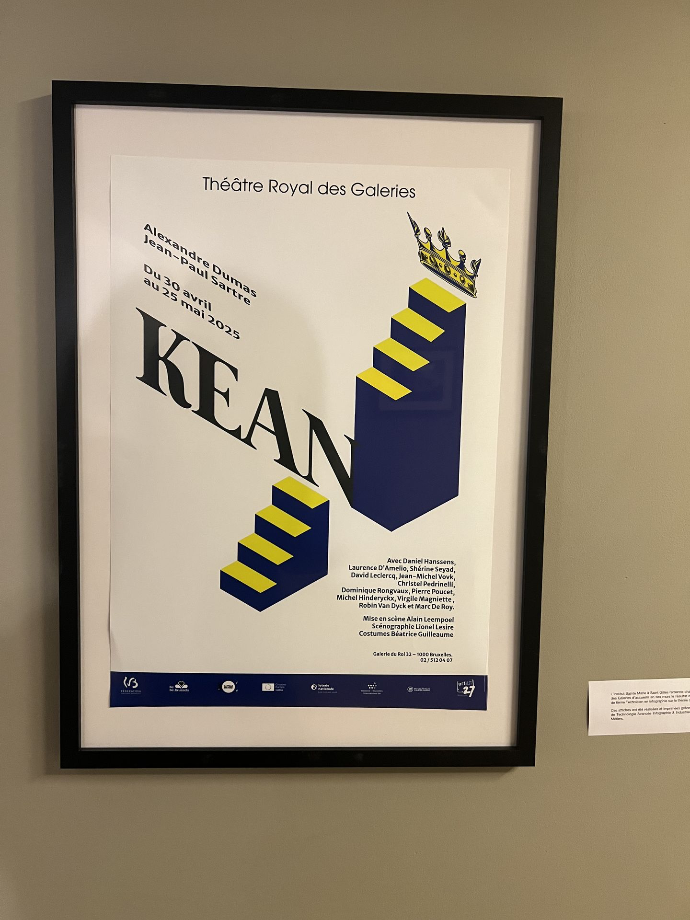 Théâtre Royal des Galeries
Alexandre Dumas
Jean-Paul Sartre
Du 30 avril
au 25 mai 2025
KEAN
Avec Daniel Hanssens,
Laurence D'Amelio, Shérine Seyad,
David Leclercq, Jean-Michel Vovk,
Christel Pedrinelli,
Dominique Rongvaux, Pierre Poucet,
Michel Hinderyckx, Virgile Magniette ,
Robin Van Dyck et Marc De Roy.
Mise en scène Alain Leempoel
Scénographie Lionel Lesire
Costumes Béatrice Guilleaume
Galerie du Roi 32 – 1000 Bruxelles.
02 / 512 04 07
27